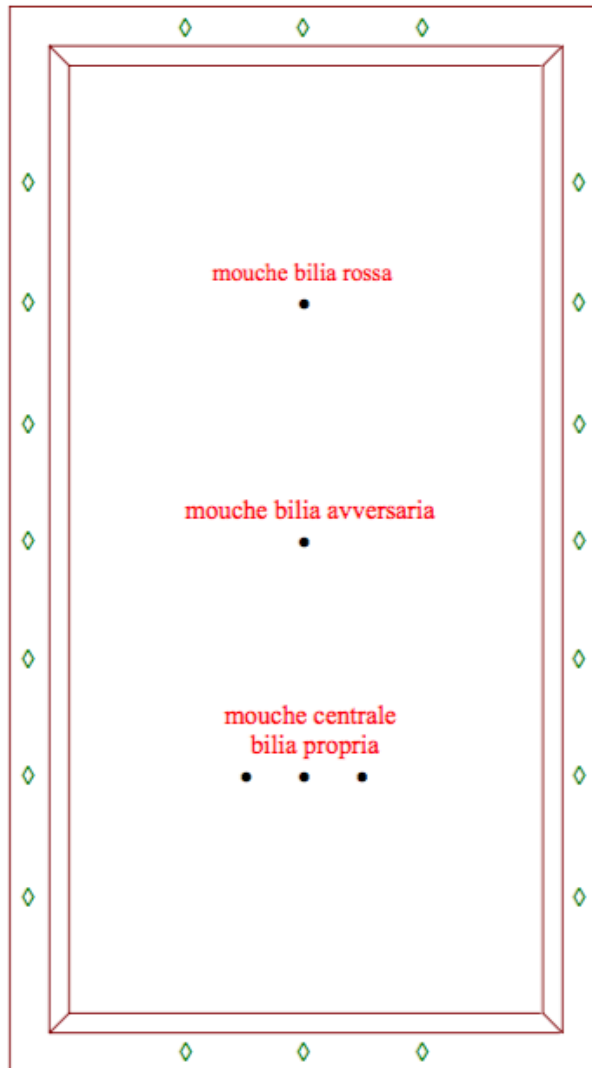 mouche bilia rossa
mouche bilia avversaria
mouche centrale
bilia propria